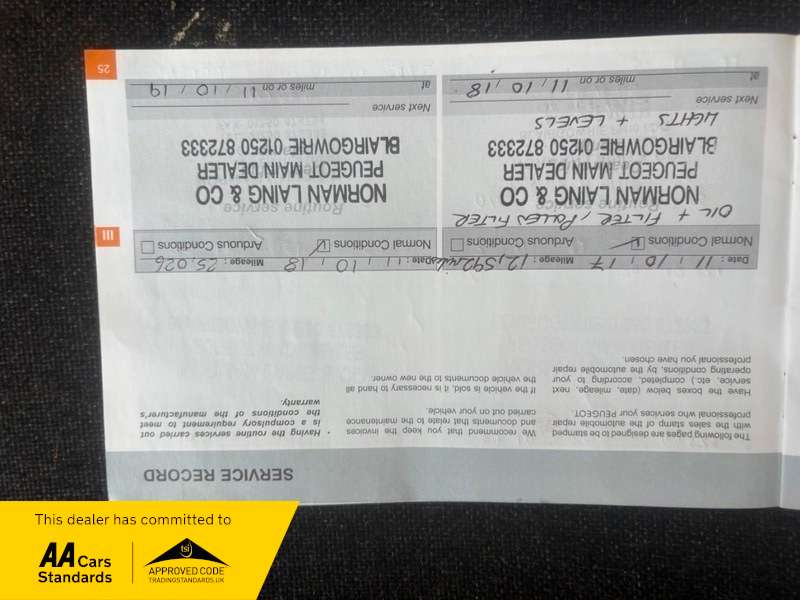 SERVICE RECORD
The following pages are designed to be stamped
with the sales stamp of the automobile repair
professional who services your PEUGEOT.
Have the boxes below (date, mileage, next
service, etc.) completed, according to your
operating conditions, by the automobile repair
professional you have chosen.
We recommend that you keep the invoices
and documents that relate to the maintenance
carried out on your vehicle.
If the vehicle is sold, it is necessary to hand all
the vehicle documents to the new owner.
• Having the routine services carried out
is a compulsory requirement to meet
the conditions of the manufacturer's
warranty.
Date: 11 / 10 / 17 Mileage: 12,592 miles
Normal Conditions ☑ Arduous Conditions ☐
OIL + FILTER, POLLEN FILTER
NORMAN LAING & CO
PEUGEOT MAIN DEALER
BLAIRGOWRIE 01250 872333
LIGHTS + LEVELS
Next service
at miles or on 11 / 10 / 18
Date: 11 / 10 / 18 Mileage: 25,026
Normal Conditions ☑ Arduous Conditions ☐
Routine service
NORMAN LAING & CO
PEUGEOT MAIN DEALER
BLAIRGOWRIE 01250 872333
Next service
at miles or on 11 / 10 / 19
III
25
This dealer has committed to
AA Cars
Standards
tsi
APPROVED CODE
TRADINGSTANDARDS.UK